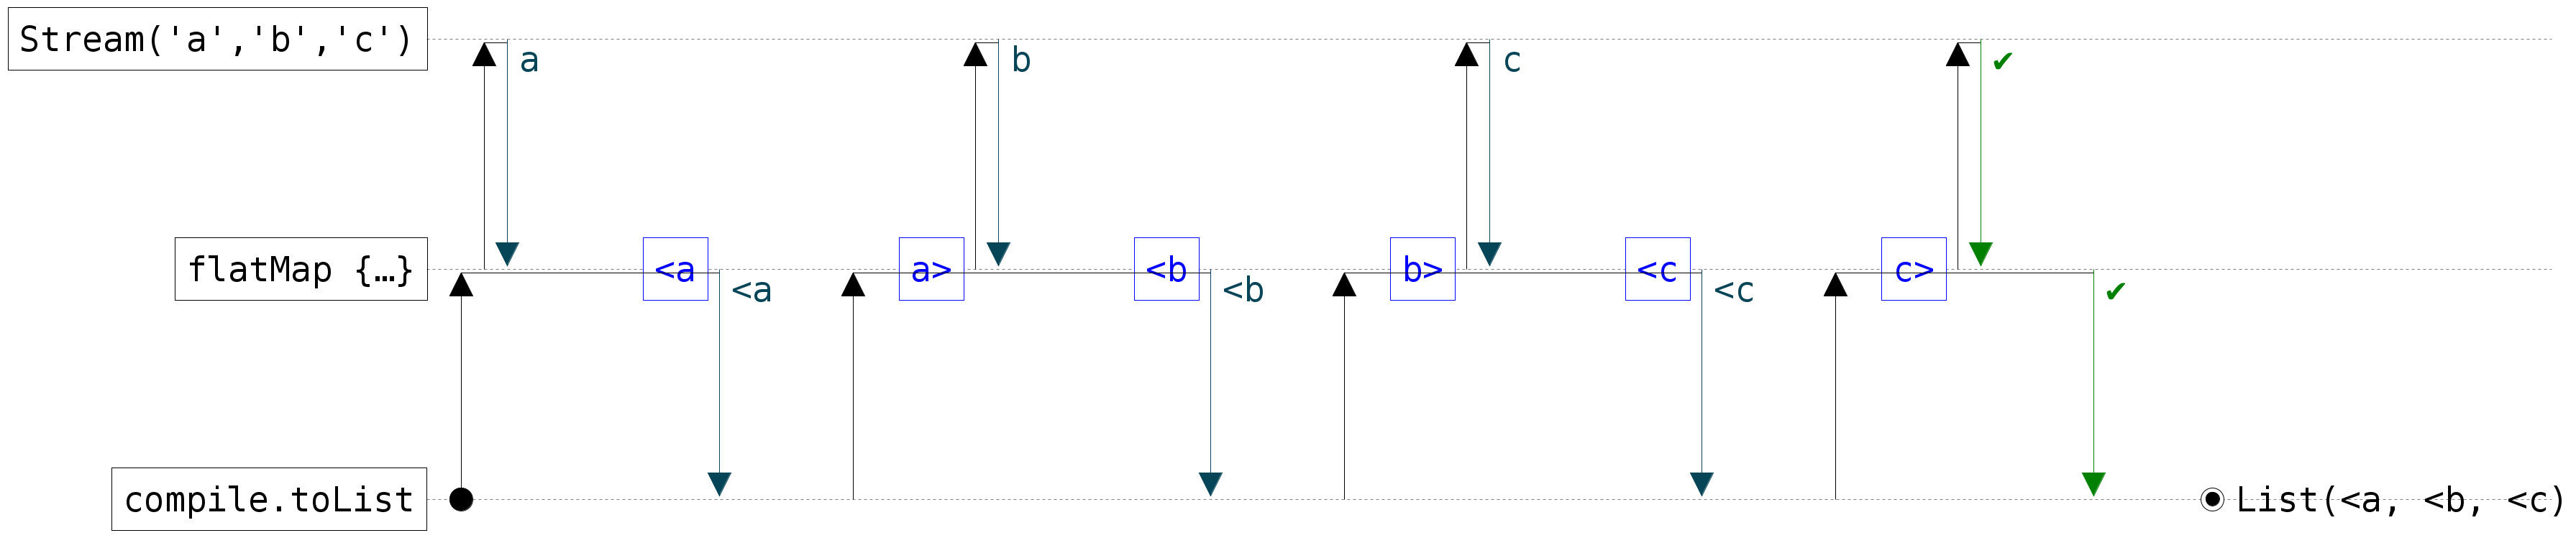 Stream('a','b','c')
a
b
c
✔
flatMap {…}
<a
<a
a>
<b
<b
b>
<c
<c
c>
✔
compile.toList
List(<a, <b, <c)